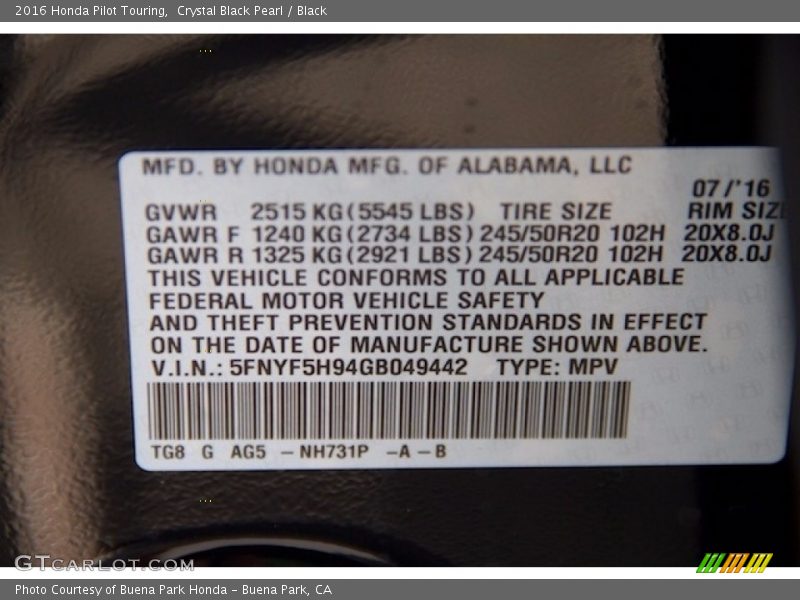 2016 Honda Pilot Touring,  Crystal Black Pearl / Black
MFD. BY HONDA MFG. OF ALABAMA, LLC
07/'16
GVWR 2515 KG(5545 LBS) TIRE SIZE RIM SIZE
GAWR F 1240 KG(2734 LBS) 245/50R20 102H 20X8.0J
GAWR R 1325 KG(2921 LBS) 245/50R20 102H 20X8.0J
THIS VEHICLE CONFORMS TO ALL APPLICABLE
FEDERAL MOTOR VEHICLE SAFETY
AND THEFT PREVENTION STANDARDS IN EFFECT
ON THE DATE OF MANUFACTURE SHOWN ABOVE.
V.I.N.: 5FNYF5H94GB049442 TYPE: MPV
TG8 G AG5 – NH731P –A – B
GTCARLOT.COM
Photo Courtesy of Buena Park Honda – Buena Park, CA